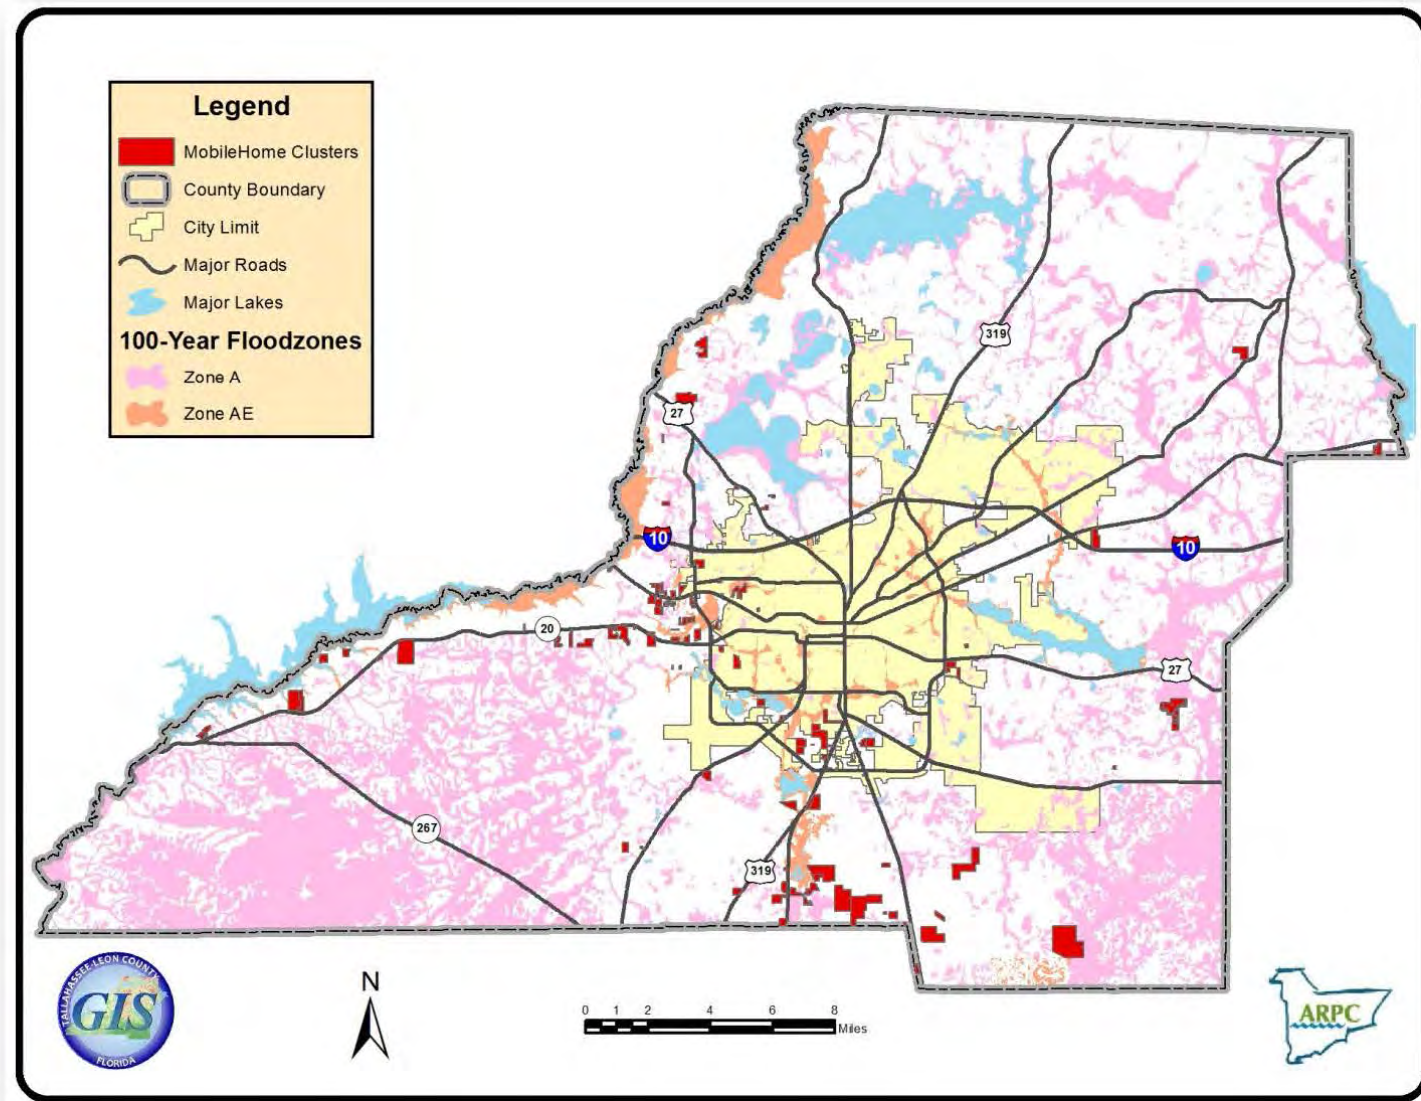 Legend
MobileHome Clusters
County Boundary
City Limit
Major Roads
Major Lakes
100-Year Floodzones
Zone A
Zone AE
319
27
10
10
20
27
267
319
TALLAHASSEE-LEON COUNTY
GIS
FLORIDA
N
0 1 2 4 6 8
Miles
ARPC